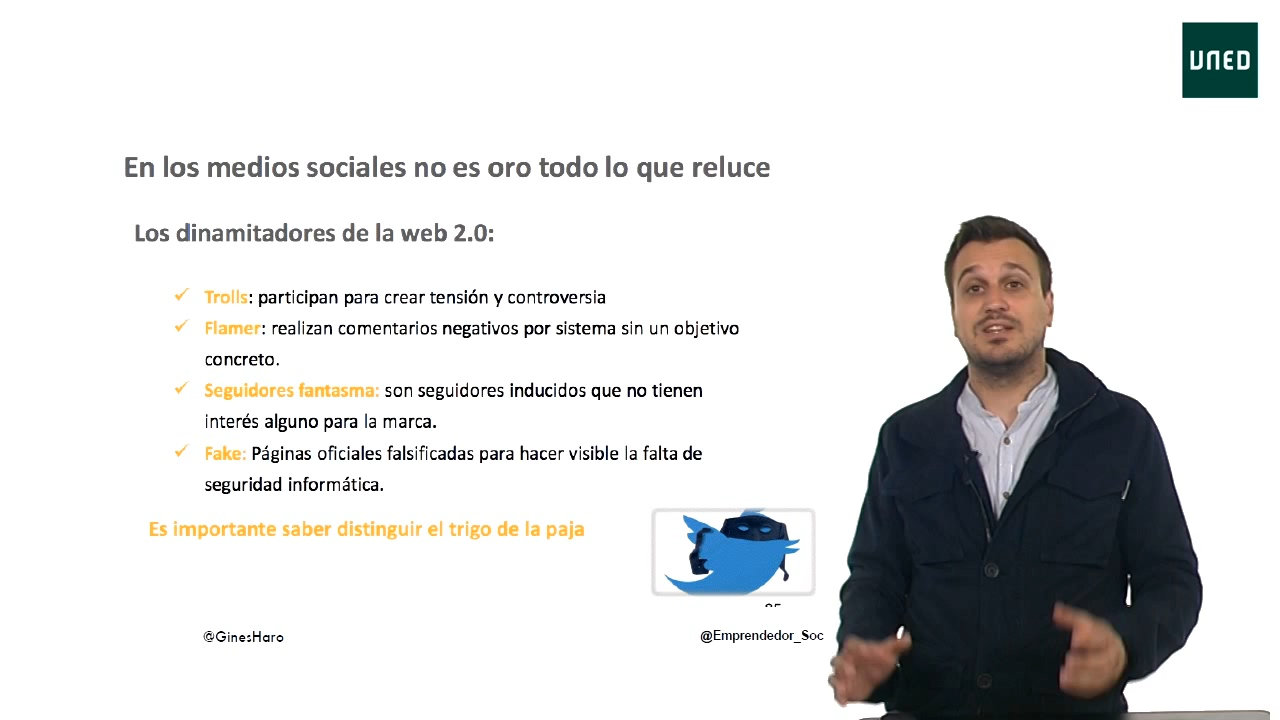 UNED
En los medios sociales no es oro todo lo que reluce
Los dinamitadores de la web 2.0:
Trolls: participan para crear tensión y controversia
Flamer: realizan comentarios negativos por sistema sin un objetivo
concreto.
Seguidores fantasma: son seguidores inducidos que no tienen
interés alguno para la marca.
Fake: Páginas oficiales falsificadas para hacer visible la falta de
seguridad informática.
Es importante saber distinguir el trigo de la paja
@GinesHaro
@Emprendedor_Soc